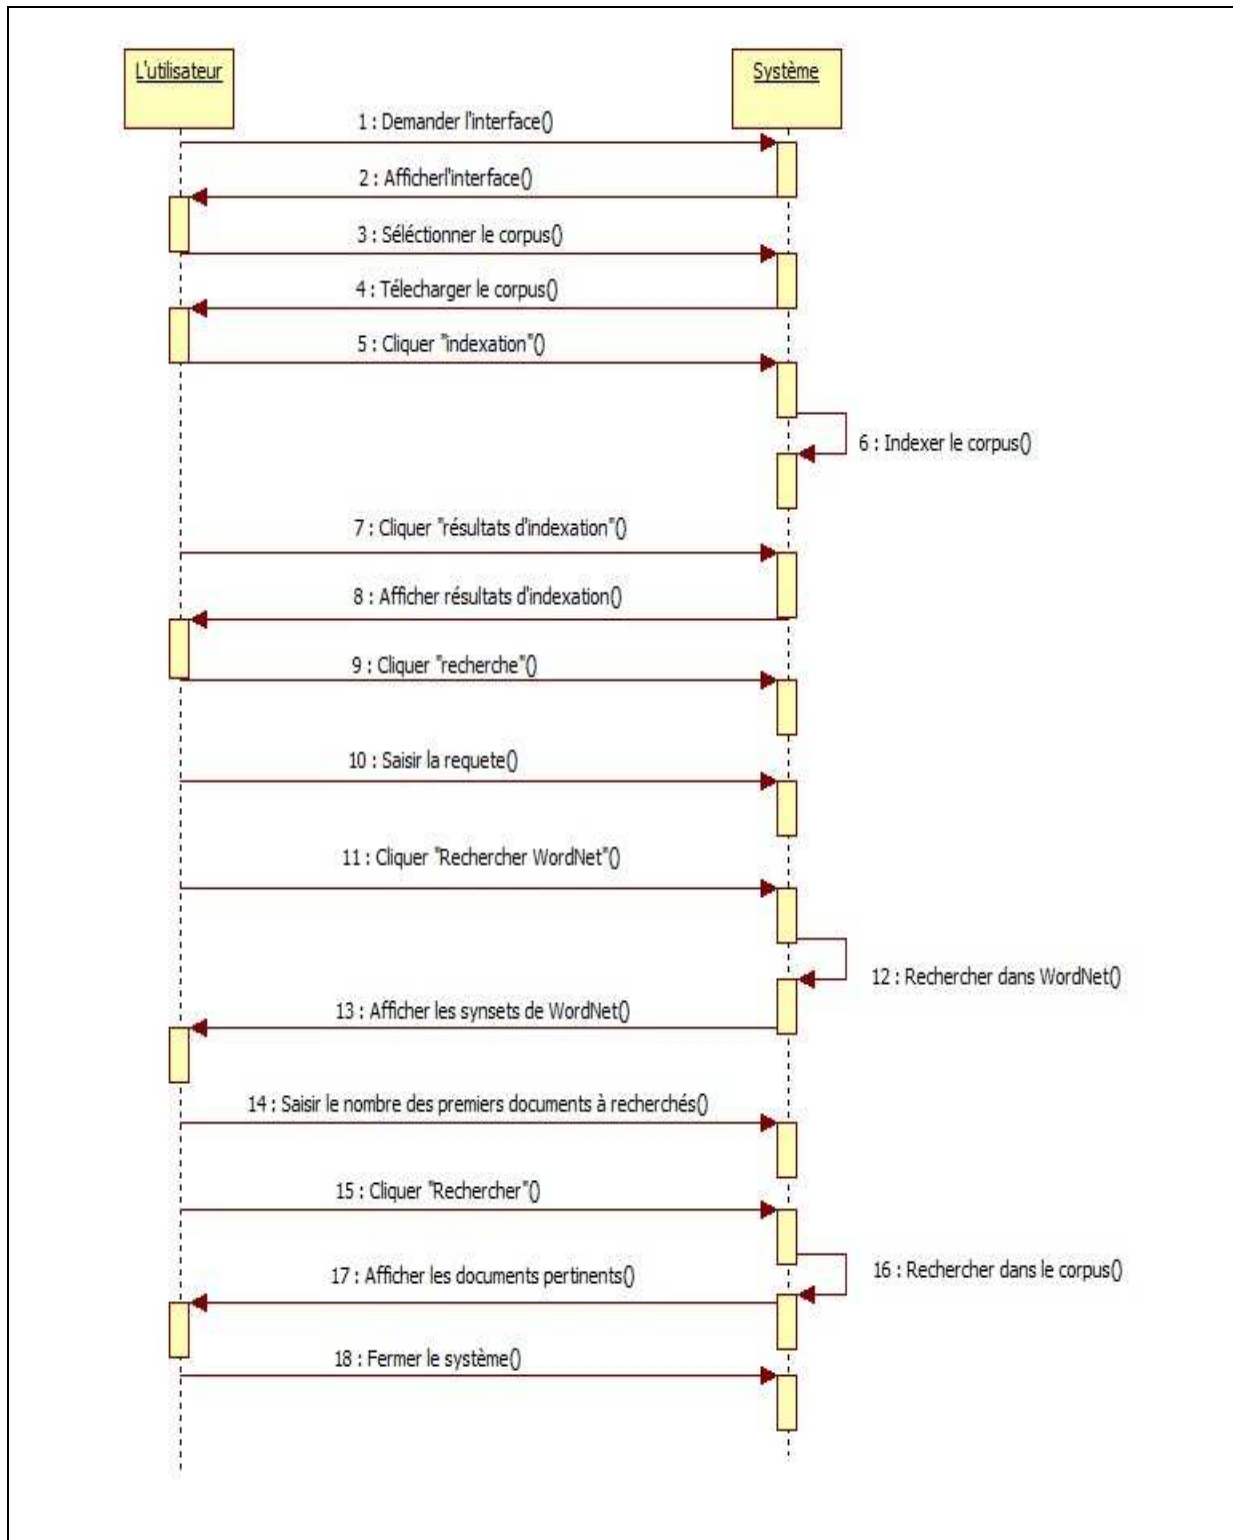 L'utilisateur
Système
1 : Demander l'interface()
2 : Afficherl'interface()
3 : Séléctionner le corpus()
4 : Télecharger le corpus()
5 : Cliquer "indexation"()
6 : Indexer le corpus()
7 : Cliquer "résultats d'indexation"()
8 : Afficher résultats d'indexation()
9 : Cliquer "recherche"()
10 : Saisir la requete()
11 : Cliquer "Rechercher WordNet"()
12 : Rechercher dans WordNet()
13 : Afficher les synsets de WordNet()
14 : Saisir le nombre des premiers documents à recherchés()
15 : Cliquer "Rechercher"()
16 : Rechercher dans le corpus()
17 : Afficher les documents pertinents()
18 : Fermer le système()